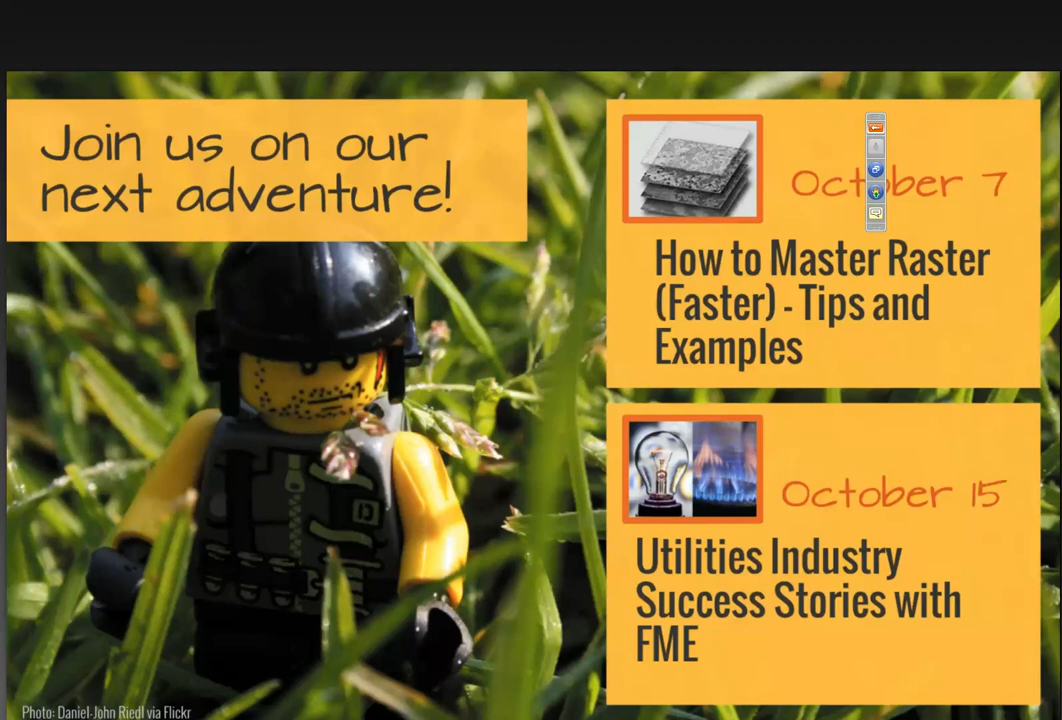 Join us on our
next adventure!
October 7
How to Master Raster
(Faster) - Tips and
Examples
October 15
Utilities Industry
Success Stories with
FME
Photo: Daniel-John Riedl via Flickr